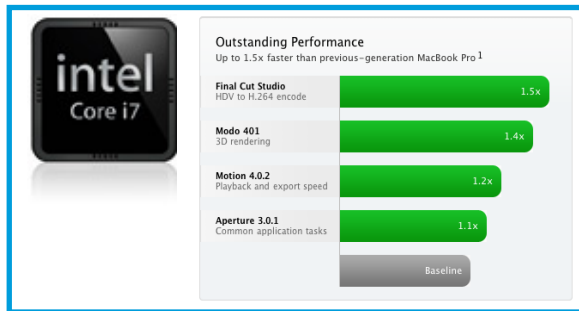 intel
Core i7
Outstanding Performance
Up to 1.5x faster than previous-generation MacBook Pro1
Final Cut Studio
HDV to H.264 encode
1.5x
Modo 401
3D rendering
1.4x
Motion 4.0.2
Playback and export speed
1.2x
Aperture 3.0.1
Common application tasks
1.1x
Baseline